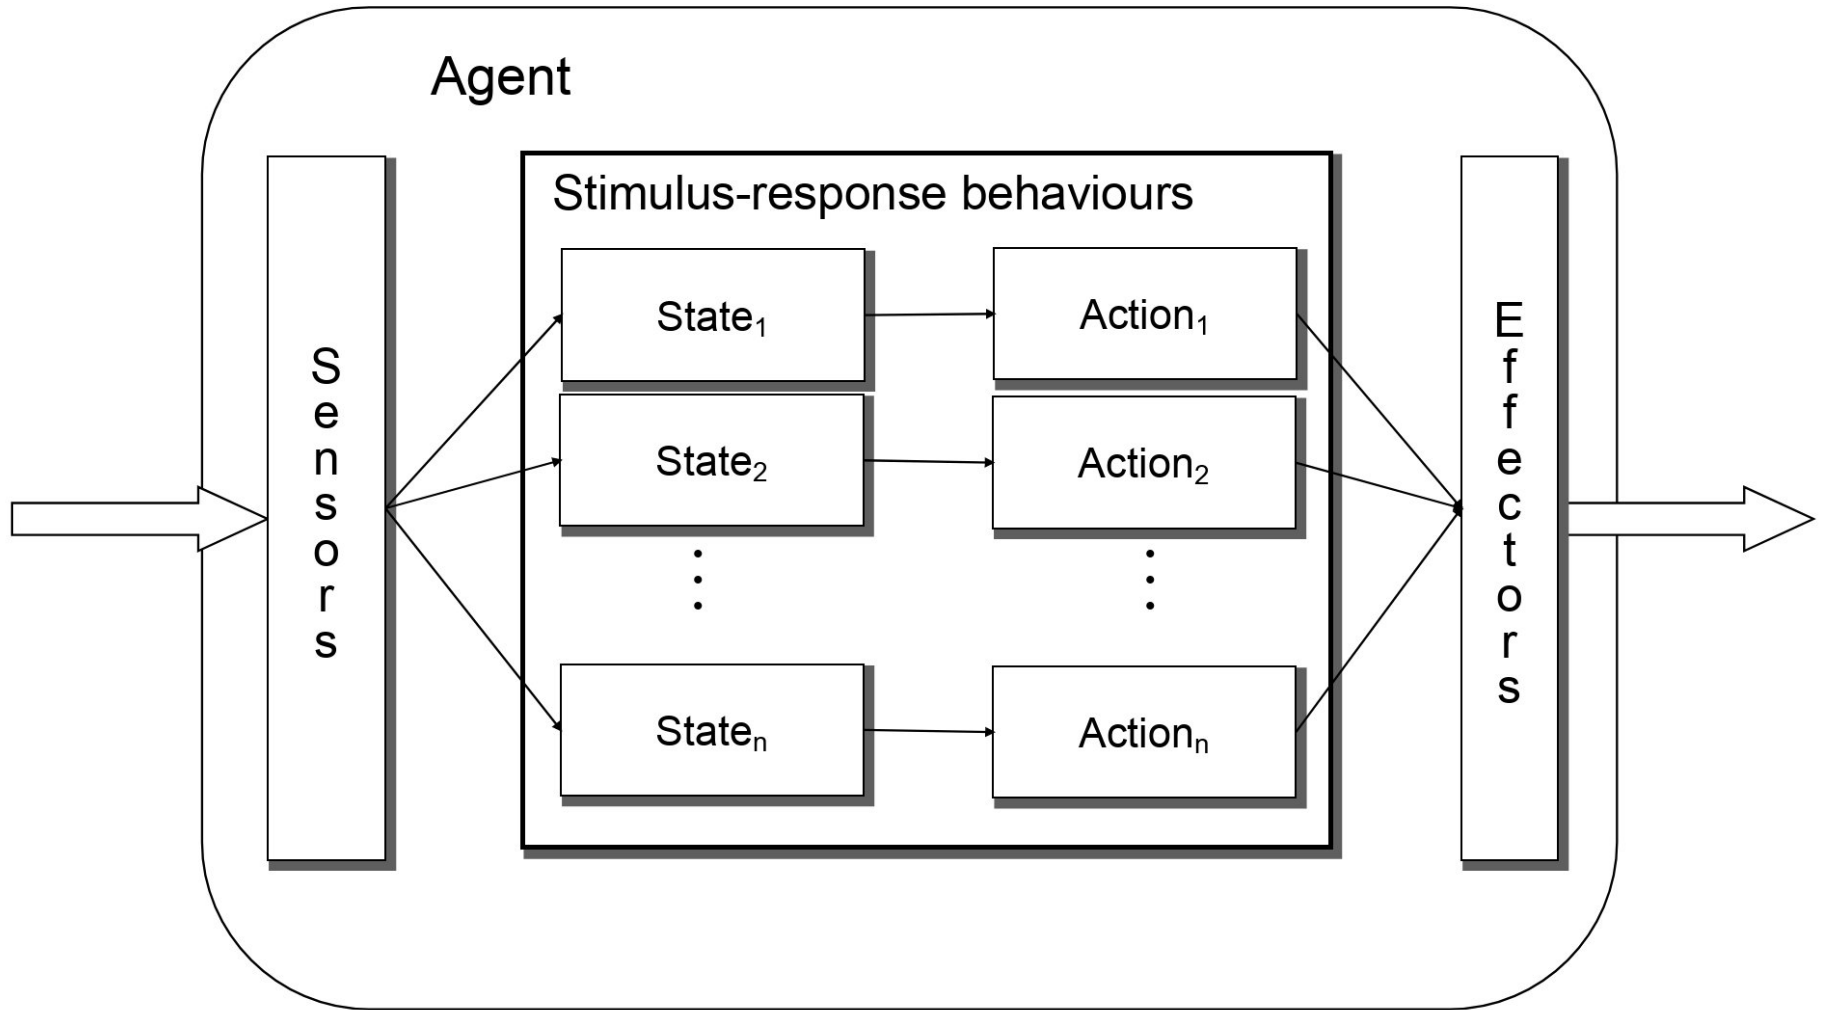 Agent
Stimulus-response behaviours
Sensors
State₁
Action₁
State₂
Action₂
Stateₙ
Actionₙ
Effectors